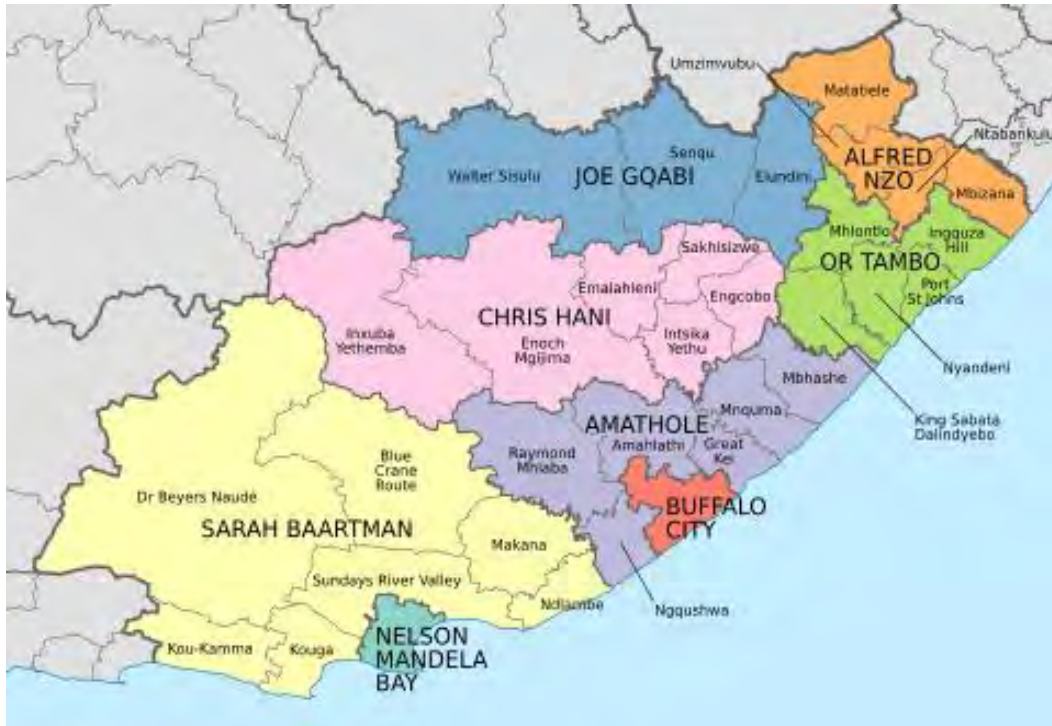 Umzimvubu
Matatiele
Ntabankulu
ALFRED
NZO
Mbizana
Walter Sisulu
Senqu
JOE GQABI
Elundini
Mhlontlo
Ingquza
Hill
OR TAMBO
Port
St Johns
Nyandeni
King Sabata
Dalindyebo
Sakhisizwe
Emalahleni
Engcobo
CHRIS HANI
Inxuba
Yethemba
Enoch
Mgijima
Intsika
Yethu
Mbhashe
Mnquma
AMATHOLE
Amahlathi
Great
Kei
Raymond
Mhlaba
BUFFALO
CITY
Ngqushwa
Blue
Crane
Route
Dr Beyers Naudé
SARAH BAARTMAN
Makana
Sundays River Valley
Ndlambe
Kou-Kamma
Kouga
NELSON
MANDELA
BAY